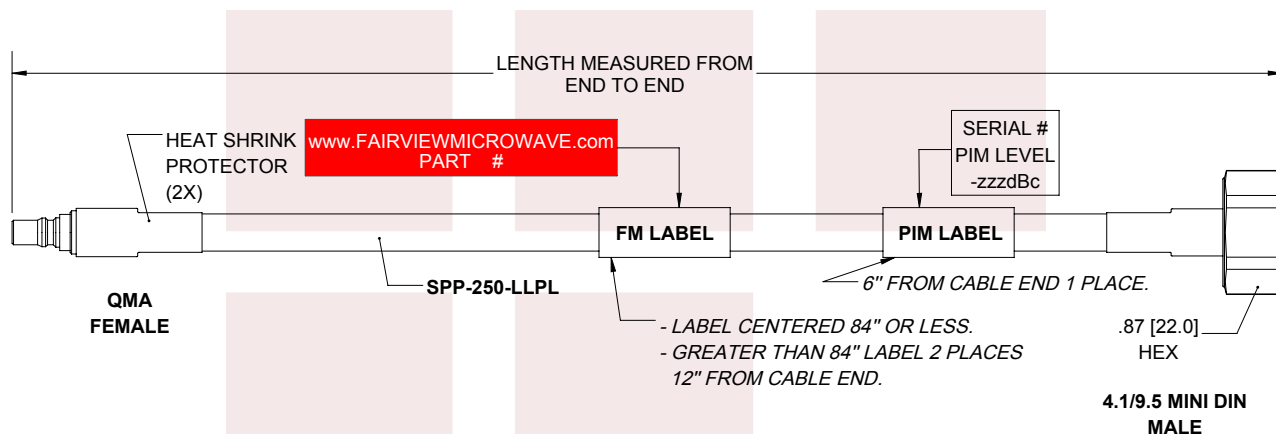 LENGTH MEASURED FROM
END TO END
HEAT SHRINK
PROTECTOR
(2X)
www.FAIRVIEWMICROWAVE.com
PART #
SERIAL #
PIM LEVEL
-zzzdBc
FM LABEL
PIM LABEL
QMA
FEMALE
SPP-250-LLPL
6" FROM CABLE END 1 PLACE.
- LABEL CENTERED 84" OR LESS.
- GREATER THAN 84" LABEL 2 PLACES
12" FROM CABLE END.
.87 [22.0]
HEX
4.1/9.5 MINI DIN
MALE